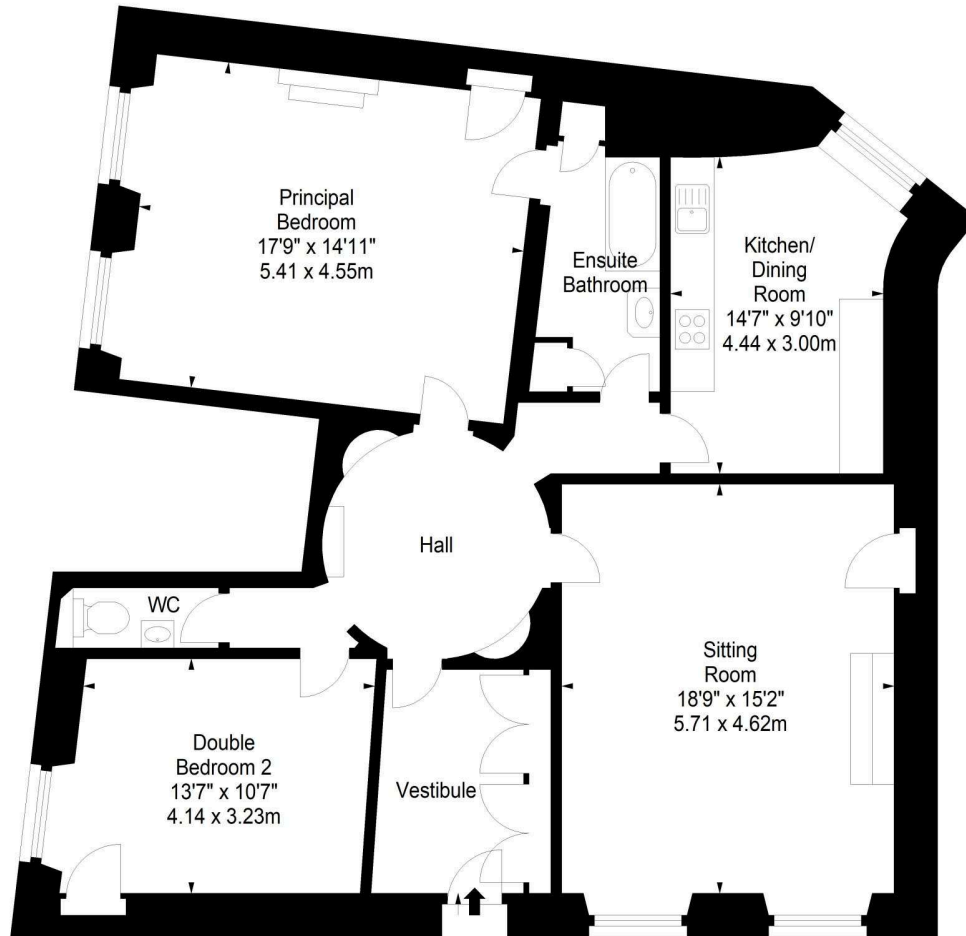 Principal
Bedroom
17'9" x 14'11"
5.41 x 4.55m
Ensuite
Bathroom
Kitchen/
Dining
Room
14'7" x 9'10"
4.44 x 3.00m
Hall
WC
Sitting
Room
18'9" x 15'2"
5.71 x 4.62m
Double
Bedroom 2
13'7" x 10'7"
4.14 x 3.23m
Vestibule